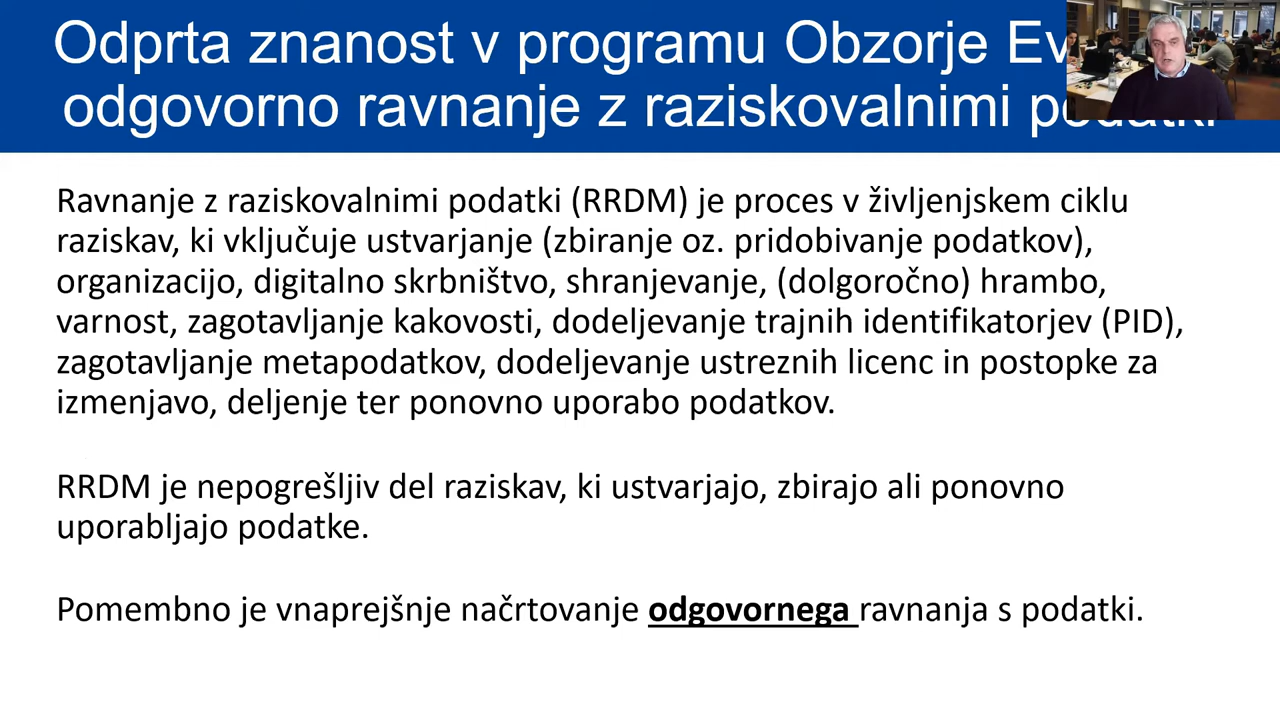 Odprta znanost v programu Obzorje
odgovorno ravnanje z raziskovalnimi podatki
Ravnanje z raziskovalnimi podatki (RRDM) je proces v življenjskem ciklu
raziskav, ki vključuje ustvarjanje (zbiranje oz. pridobivanje podatkov),
organizacijo, digitalno skrbništvo, shranjevanje, (dolgoročno) hrambo,
varnost, zagotavljanje kakovosti, dodeljevanje trajnih identifikatorjev (PID),
zagotavljanje metapodatkov, dodeljevanje ustreznih licenc in postopke za
izmenjavo, deljenje ter ponovno uporabo podatkov.
RRDM je nepogrešljiv del raziskav, ki ustvarjajo, zbirajo ali ponovno
uporabljajo podatke.
Pomembno je vnaprejšnje načrtovanje odgovornega ravnanja s podatki.